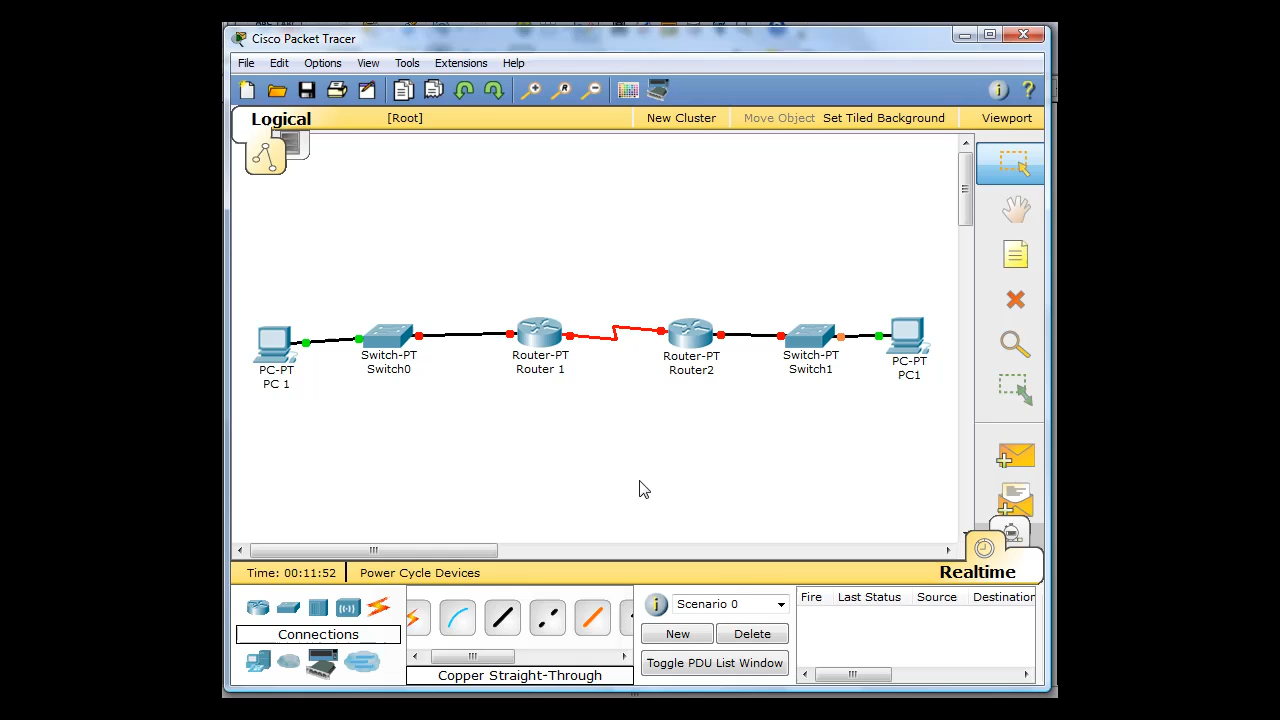 Cisco Packet Tracer
File Edit View Options Tools Extensions Help
Logical [Root] New Cluster Move Object Set Tiled Background Viewport
PC-PT
PC 1
Switch-PT
Switch0
Router-PT
Router 1
Router-PT
Router2
Switch-PT
Switch1
PC-PT
PC1
Realtime
Time: 00:11:52 Power Cycle Devices
Connections
Copper Straight-Through
Scenario 0
New Delete
Toggle PDU List Window
Fire Last Status Source Destination